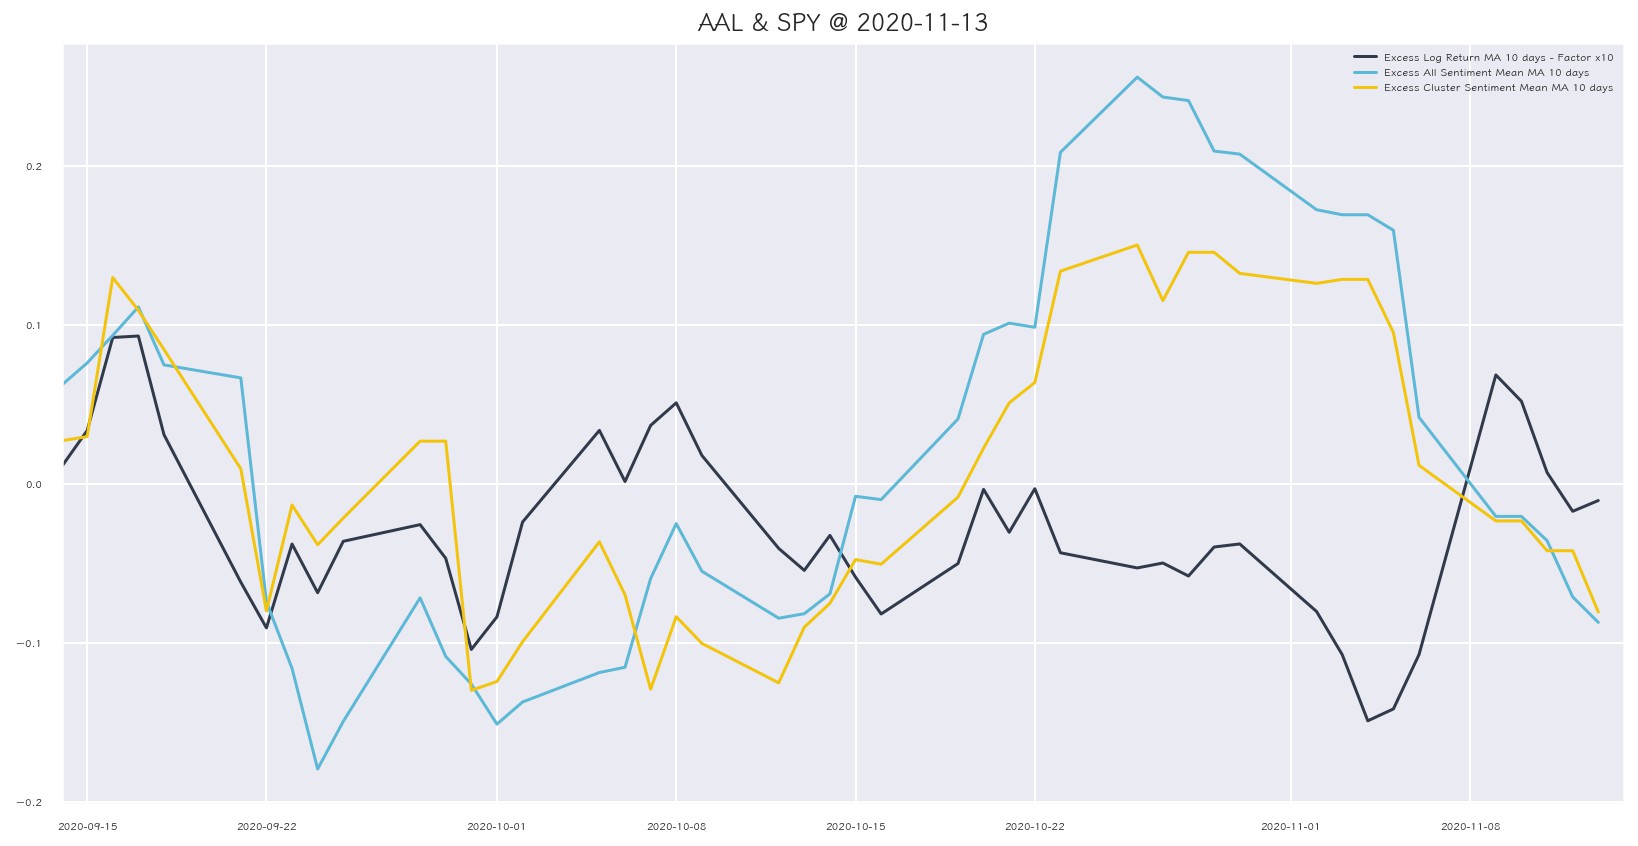 AAL & SPY @ 2020-11-13
Excess Log Return MA 10 days - Factor x10
Excess All Sentiment Mean MA 10 days
Excess Cluster Sentiment Mean MA 10 days
0.2
0.1
0.0
−0.1
−0.2
2020-09-15 2020-09-22 2020-10-01 2020-10-08 2020-10-15 2020-10-22 2020-11-01 2020-11-08